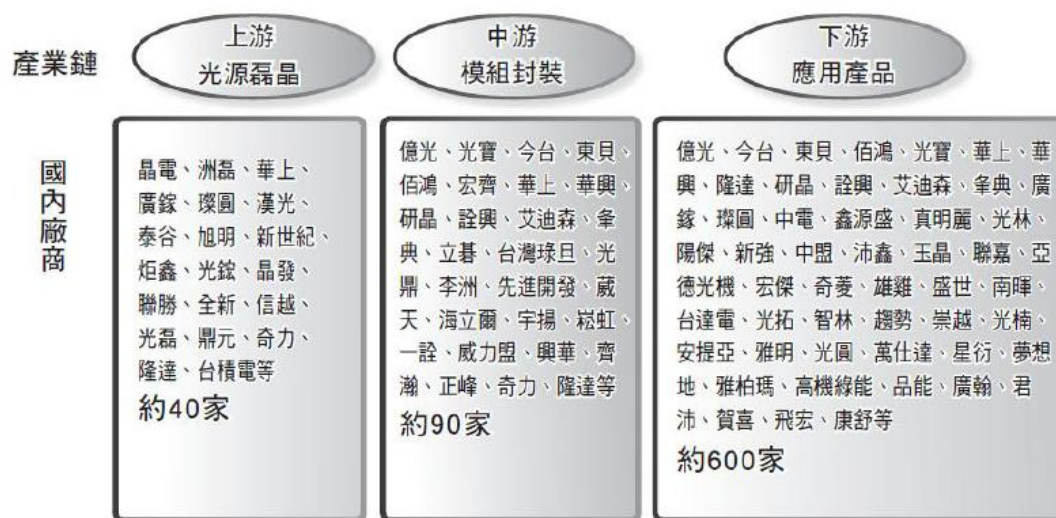 產業鏈
上游
光源磊晶
中游
模組封裝
下游
應用產品
國內廠商
晶電、洲磊、華上、
廣鎵、璨圓、漢光、
泰谷、旭明、新世紀、
炬鑫、光鋐、晶發、
聯勝、全新、信越、
光磊、鼎元、奇力、
隆達、台積電等
約40家
億光、光寶、今台、東貝、
佰鴻、宏齊、華上、華興、
研晶、詮興、艾迪森、夆
典、立碁、台灣琭旦、光
鼎、李洲、先進開發、葳
天、海立爾、宇揚、崧虹、
一詮、威力盟、興華、齊
瀚、正峰、奇力、隆達等
約90家
億光、今台、東貝、佰鴻、光寶、華上、華
興、隆達、研晶、詮興、艾迪森、夆典、廣
鎵、璨圓、中電、鑫源盛、真明麗、光林、
陽傑、新強、中盟、沛鑫、玉晶、聯嘉、亞
德光機、宏傑、奇菱、雄雞、盛世、南暉、
台達電、光拓、智林、趨勢、崇越、光楠、
安提亞、雅明、光圓、萬仕達、星衍、夢想
地、雅柏瑪、高機綠能、品能、廣翰、君
沛、賀喜、飛宏、康舒等
約600家